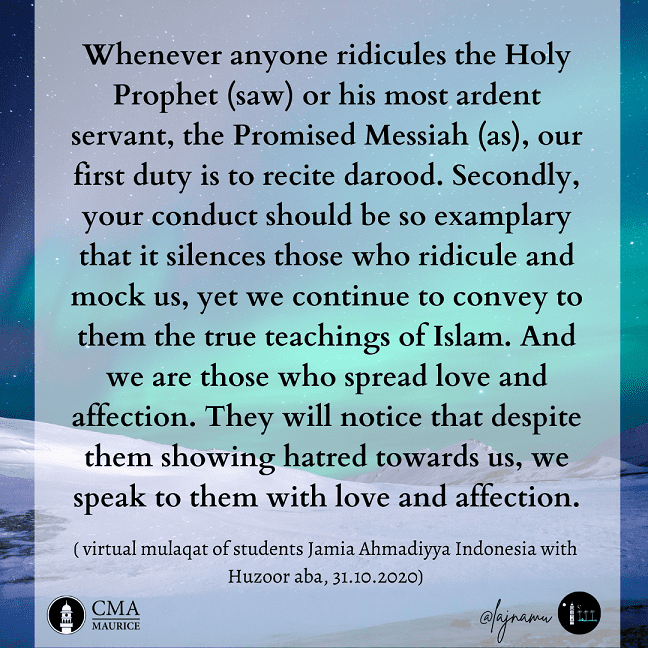 Whenever anyone ridicules the Holy
Prophet (saw) or his most ardent
servant, the Promised Messiah (as), our
first duty is to recite darood. Secondly,
your conduct should be so examplary
that it silences those who ridicule and
mock us, yet we continue to convey to
them the true teachings of Islam. And
we are those who spread love and
affection. They will notice that despite
them showing hatred towards us, we
speak to them with love and affection.
( virtual mulaqat of students Jamia Ahmadiyya Indonesia with
Huzoor aba, 31.10.2020)
CMA
MAURICE
@lajnamu